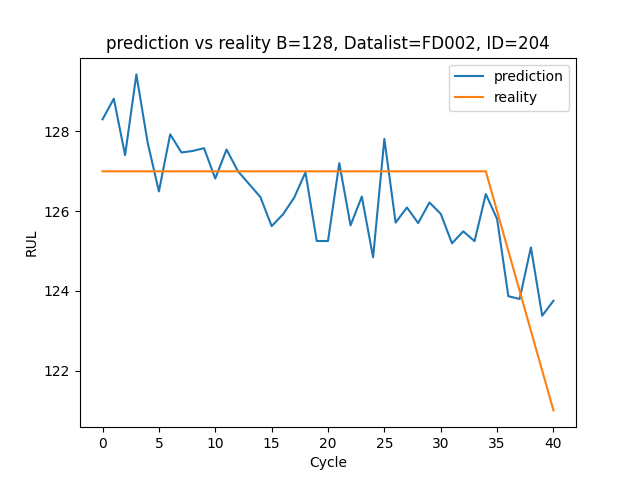 prediction vs reality B=128, Datalist=FD002, ID=204
prediction
reality
128
126
124
122
RUL
0 5 10 15 20 25 30 35 40
Cycle